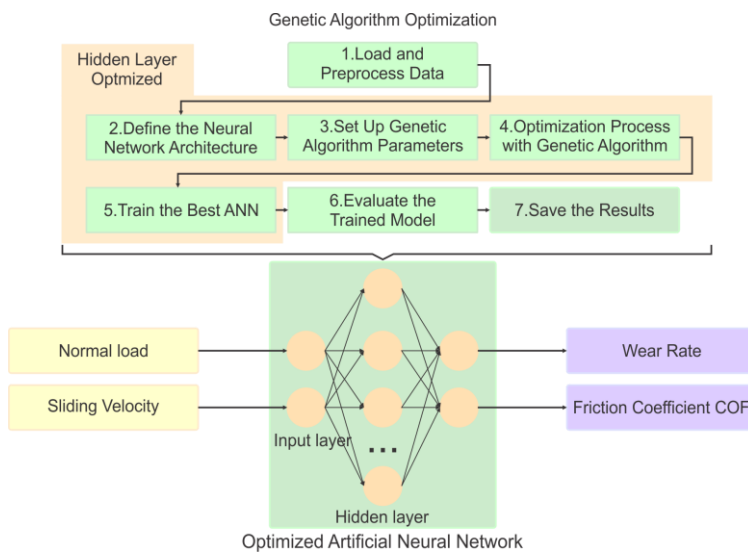 Genetic Algorithm Optimization
Hidden Layer
Optmized
1.Load and
Preprocess Data
2.Define the Neural
Network Architecture
3.Set Up Genetic
Algorithm Parameters
4.Optimization Process
with Genetic Algorithm
5.Train the Best ANN
6.Evaluate the
Trained Model
7.Save the Results
Normal load
Wear Rate
Sliding Velocity
Friction Coefficient COF
Input layer
...
Hidden layer
Optimized Artificial Neural Network